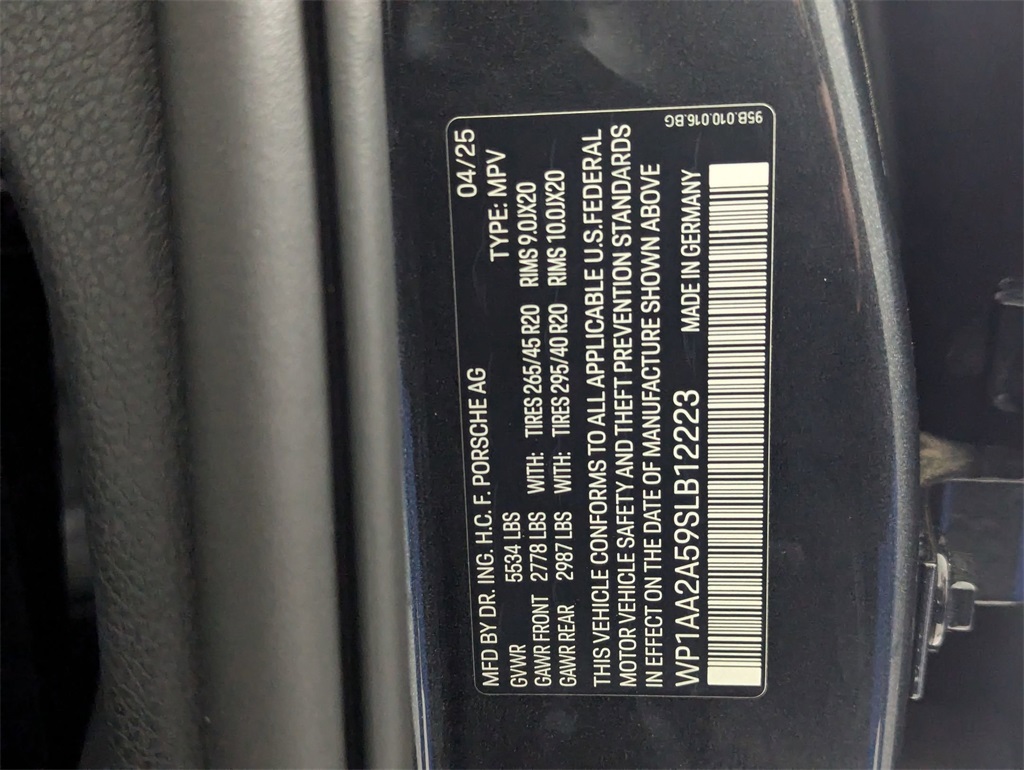 MFD BY DR. ING. H.C. F. PORSCHE AG 04/25
GVWR 5534 LBS TYPE: MPV
GAWR FRONT 2778 LBS WITH: TIRES 265/45 R20 RIMS 9.0JX20
GAWR REAR 2987 LBS WITH: TIRES 295/40 R20 RIMS 10.0JX20
THIS VEHICLE CONFORMS TO ALL APPLICABLE U.S. FEDERAL
MOTOR VEHICLE SAFETY AND THEFT PREVENTION STANDARDS
IN EFFECT ON THE DATE OF MANUFACTURE SHOWN ABOVE
WP1AA2A59SLB12223 MADE IN GERMANY
95B.010.016.BG